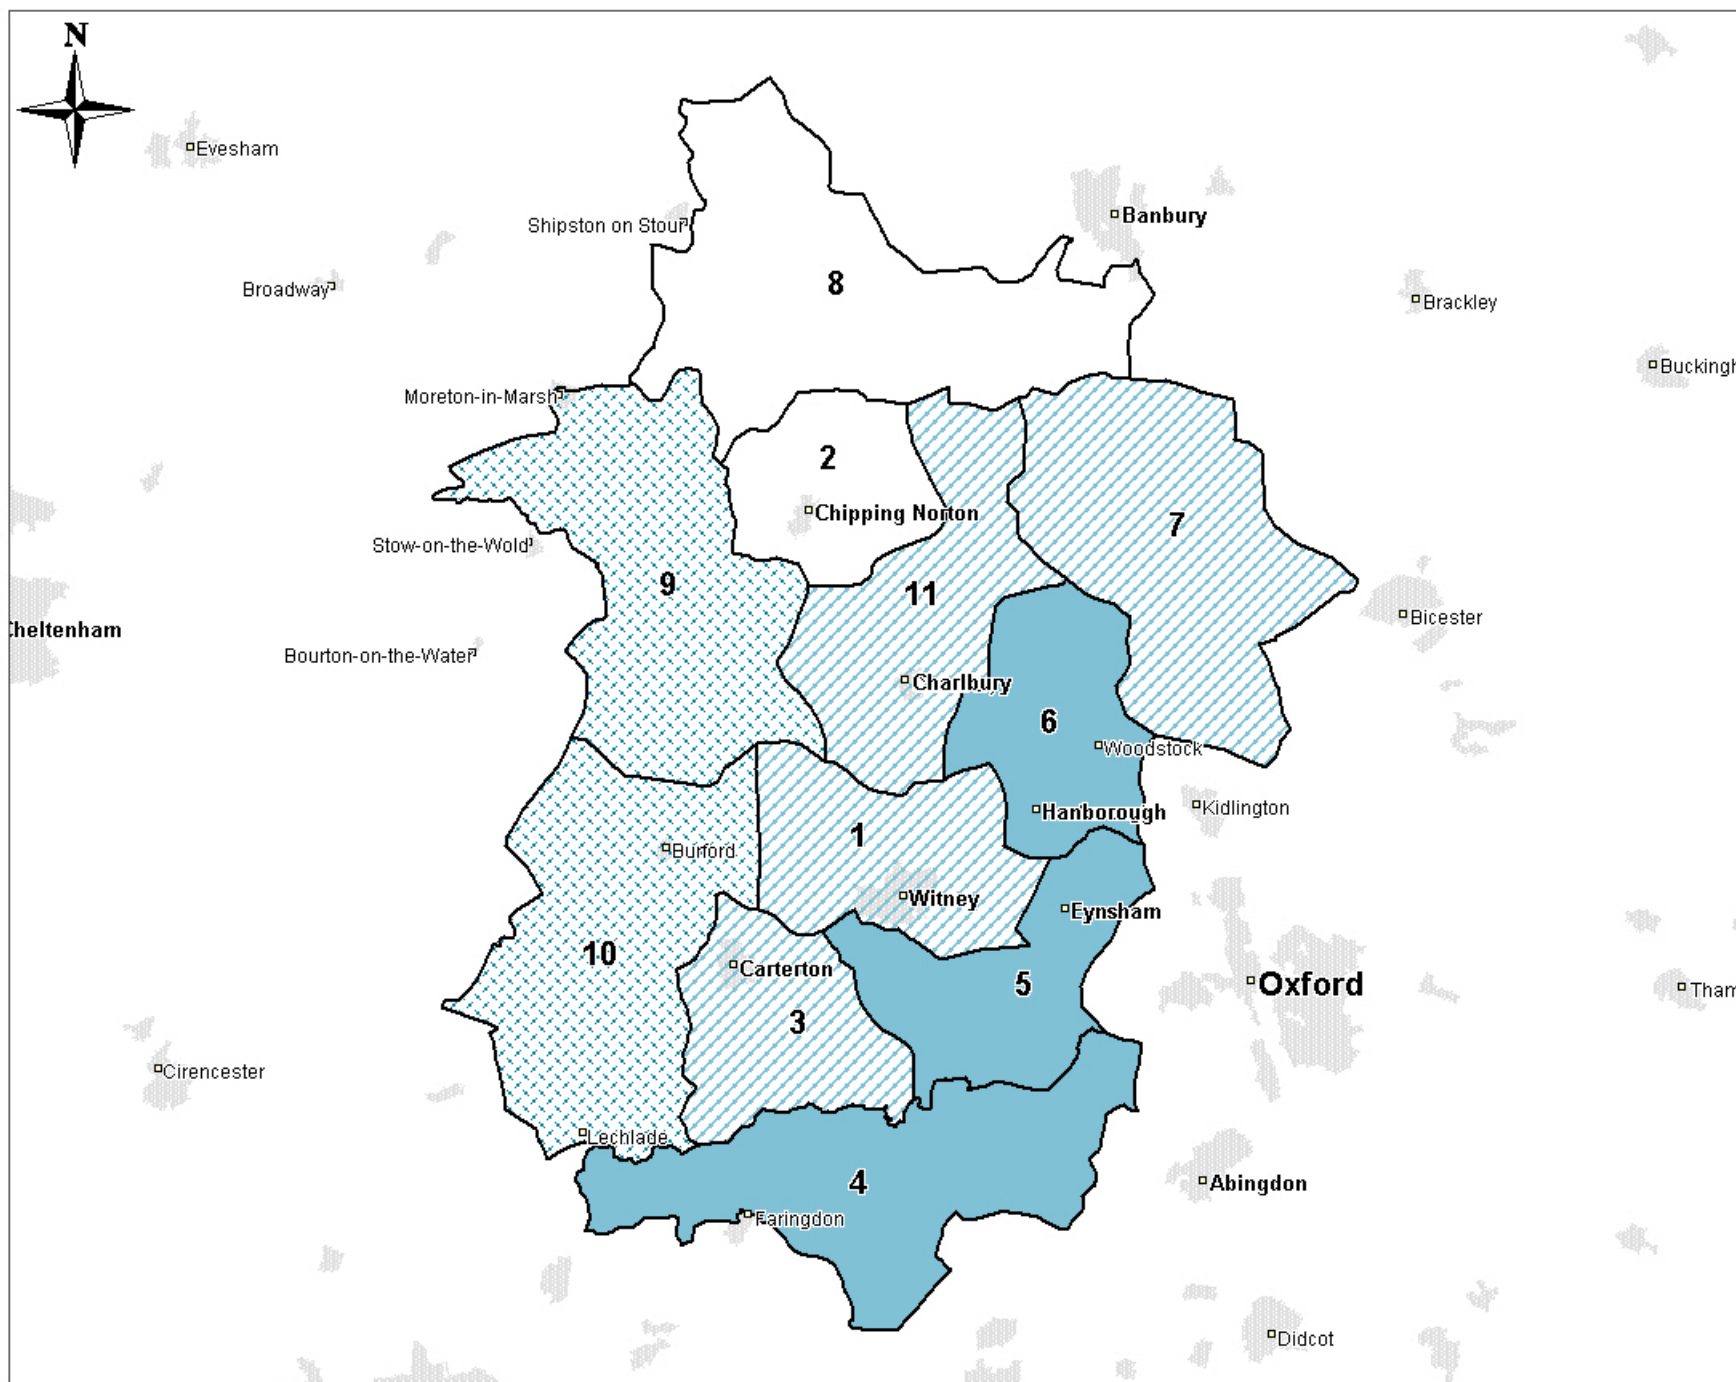 N
Evesham
Banbury
Shipston on Stour
8
Broadway
Brackley
Buckingh
Moreton-in-Marsh
2
Chipping Norton
7
Stow-on-the-Wold
9
11
Bicester
Cheltenham
Bourton-on-the-Water
Charlbury
6
Woodstock
Hanborough
Kidlington
1
Burford
Witney
Eynsham
10
Carterton
5
Oxford
Tham
3
Cirencester
Lechlade
4
Abingdon
Faringdon
Didcot